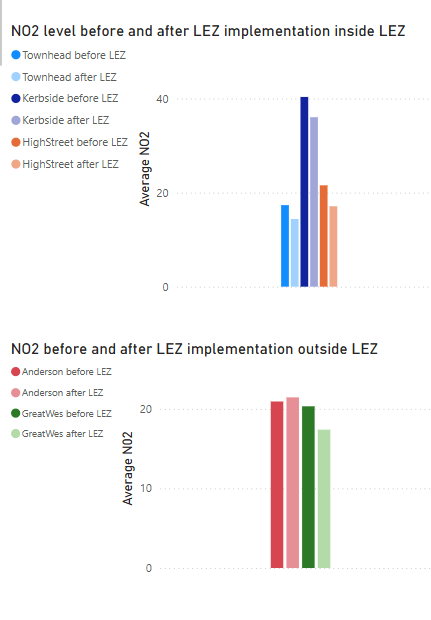 NO2 level before and after LEZ implementation inside LEZ
Townhead before LEZ
Townhead after LEZ
Kerbside before LEZ
Kerbside after LEZ
HighStreet before LEZ
HighStreet after LEZ
Average NO2
40
20
0
NO2 before and after LEZ implementation outside LEZ
Anderson before LEZ
Anderson after LEZ
GreatWes before LEZ
GreatWes after LEZ
Average NO2
20
10
0